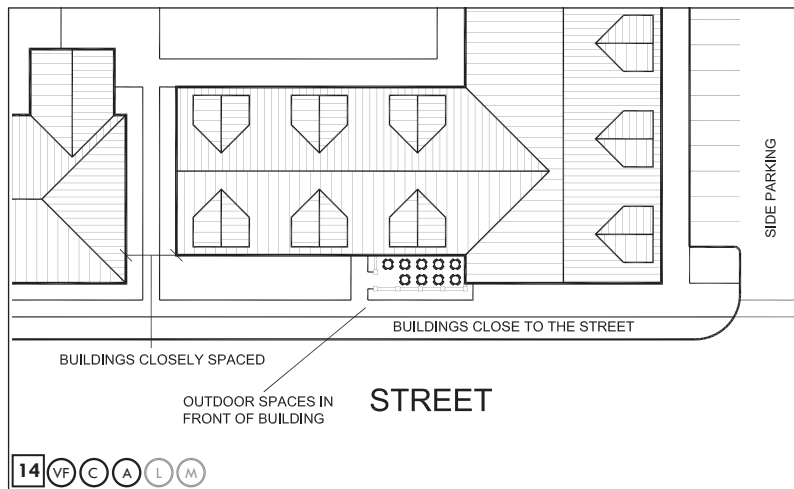 SIDE PARKING
BUILDINGS CLOSE TO THE STREET
BUILDINGS CLOSELY SPACED
OUTDOOR SPACES IN
FRONT OF BUILDING
STREET
14 VF C A L M